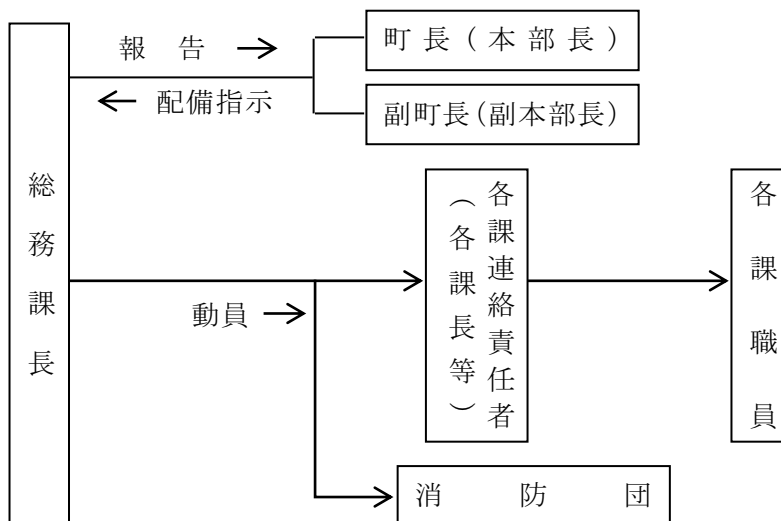 報　告 →
町長(本部長)
← 配備指示
副町長(副本部長)
総務課長
動員 →
各課連絡責任者
(各課長等)
各課職員
消防団